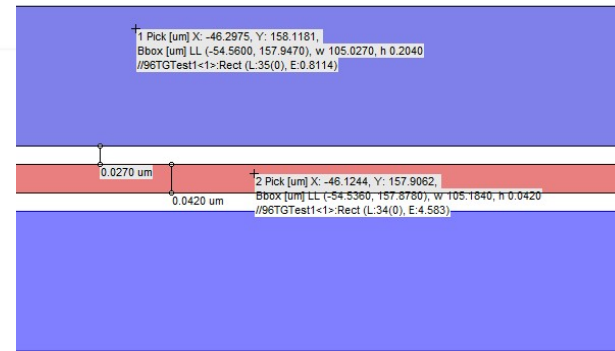 1 Pick [um] X: -46.2975, Y: 158.1181,
Bbox [um] LL (-54.5600, 157.9470), w 105.0270, h 0.2040
//96TGTest1<1>:Rect (L:35(0), E:0.8114)
0.0270 um
2 Pick [um] X: -46.1244, Y: 157.9062,
Bbox [um] LL (-54.5360, 157.8780), w 105.1840, h 0.0420
0.0420 um
//96TGTest1<1>:Rect (L:34(0), E:4.583)